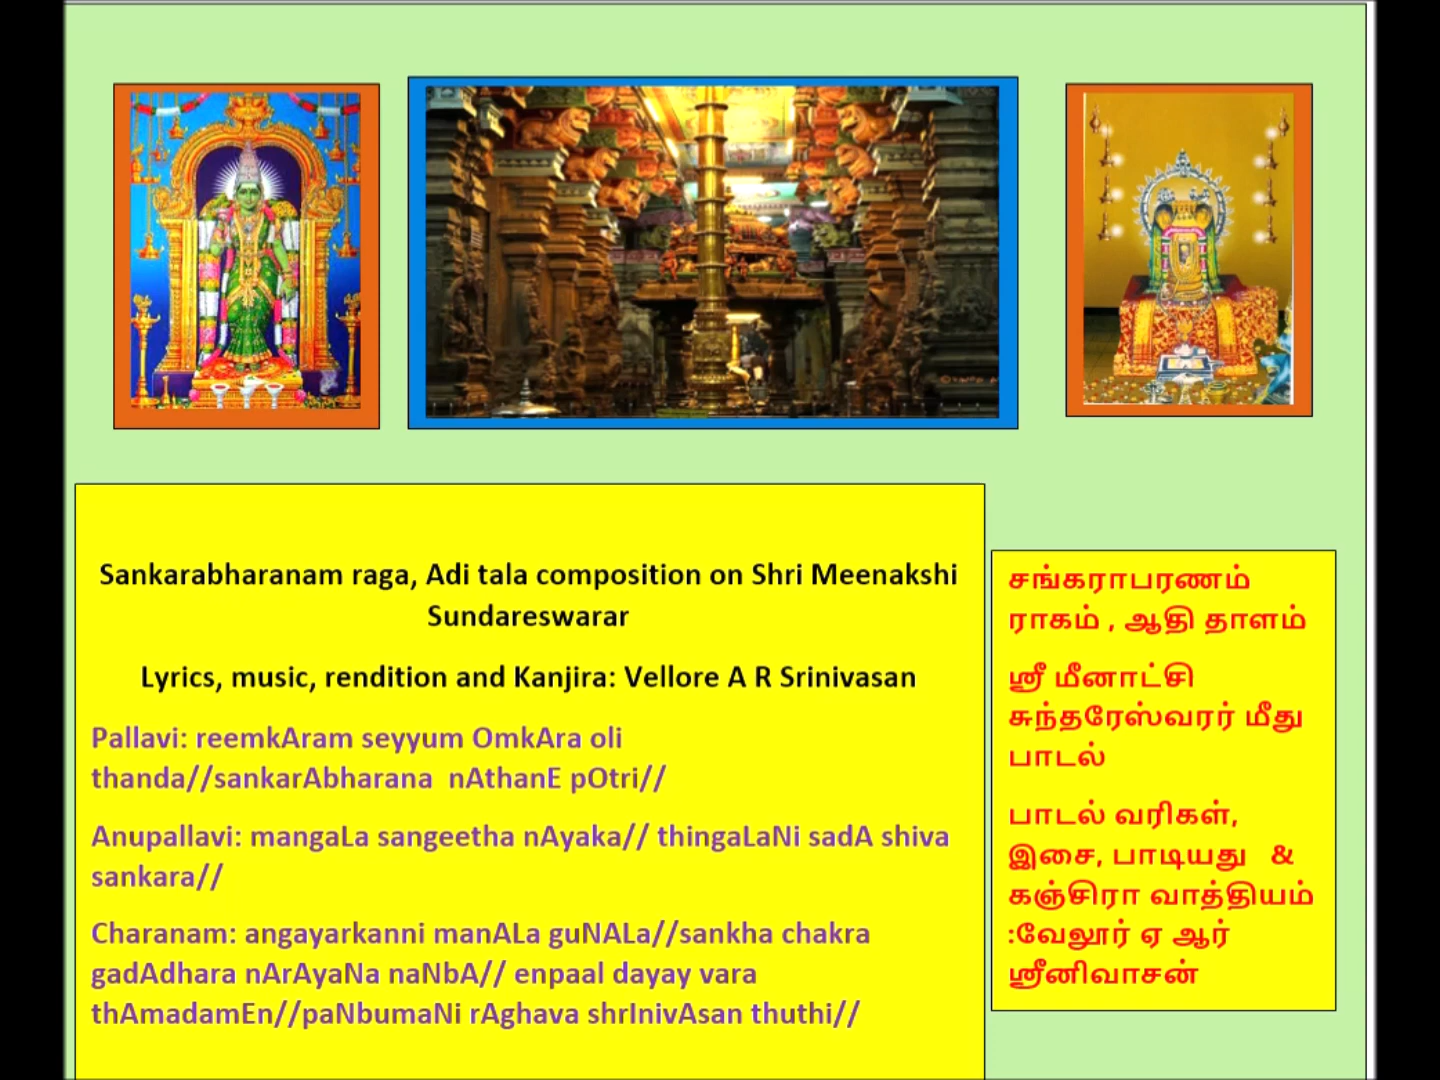 Sankarabharanam raga, Adi tala composition on Shri Meenakshi
Sundareswarar
Lyrics, music, rendition and Kanjira: Vellore A R Srinivasan
Pallavi: reemkAram seyyum OmkAra oli
thanda//sankarAbharana nAthanE pOtri//
Anupallavi: mangaLa sangeetha nAyaka// thingaLaNi sadA shiva
sankara//
Charanam: angayarkanni manALa guNALa//sankha chakra
gadAdhara nArAyaNa naNbA// enpaal dayay vara
thAmadamEn//paNbumaNi rAghava shrInivAsan thuthi//
சங்கராபரணம்
ராகம் , ஆதி தாளம்
ஸ்ரீ மீனாட்சி
சுந்தரேஸ்வரர் மீது
பாடல்
பாடல் வரிகள்,
இசை, பாடியது &
கஞ்சிரா வாத்தியம்
:வேலூர் ஏ ஆர்
ஸ்ரீனிவாசன்